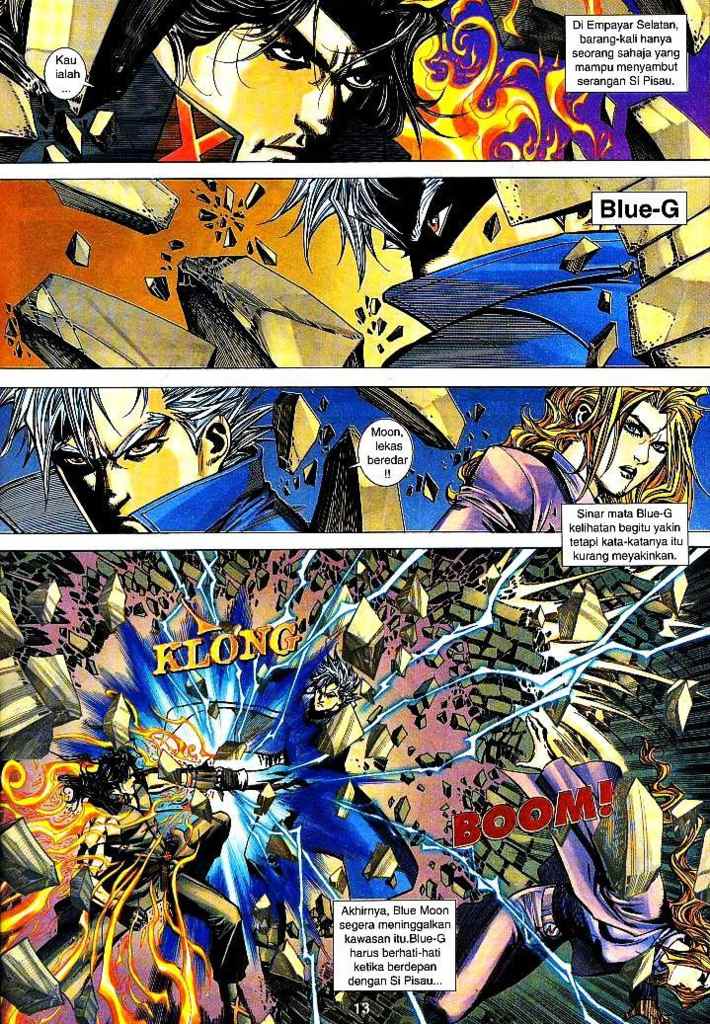 Kau
ialah
...
Di Empayar Selatan,
barang-kali hanya
seorang sahaja yang
mampu menyambut
serangan Si Pisau.
Blue-G
Moon,
lekas
beredar
!!
Sinar mata Blue-G
kelihatan begitu yakin
tetapi kata-katanya itu
kurang meyakinkan.
KLONG
BOOM!
Akhirnya, Blue Moon
segera meninggalkan
kawasan itu.Blue-G
harus berhati-hati
ketika berdepan
dengan Si Pisau...
13